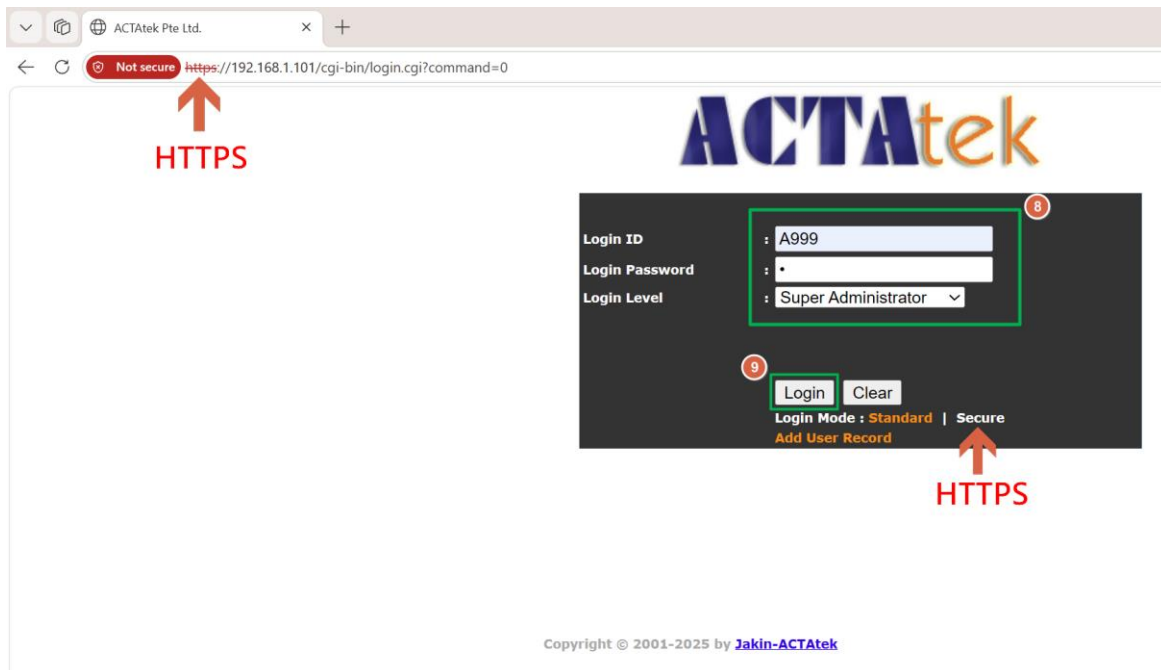 ACTAtek Pte Ltd.
Not secure https://192.168.1.101/cgi-bin/login.cgi?command=0
HTTPS
ACTAtek
8
Login ID : A999
Login Password : •
Login Level : Super Administrator
9
Login Clear
Login Mode : Standard | Secure
Add User Record
HTTPS
Copyright © 2001-2025 by Jakin-ACTAtek